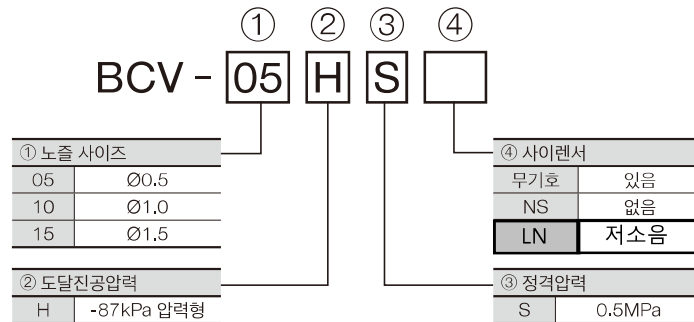 ① ② ③ ④
BCV - 05 H S
① 노즐 사이즈
05 Ø0.5
10 Ø1.0
15 Ø1.5
② 도달진공압력
H -87kPa 압력형
④ 사이렌서
무기호 있음
NS 없음
LN 저소음
③ 정격압력
S 0.5MPa